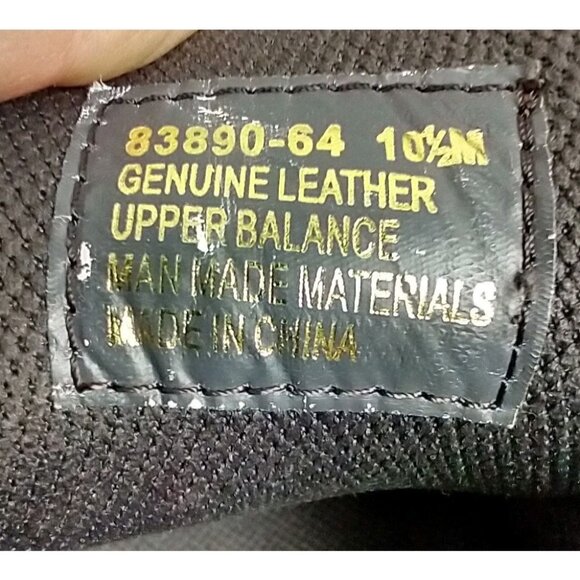 83890-64 10½M
GENUINE LEATHER
UPPER BALANCE
MAN MADE MATERIALS
MADE IN CHINA